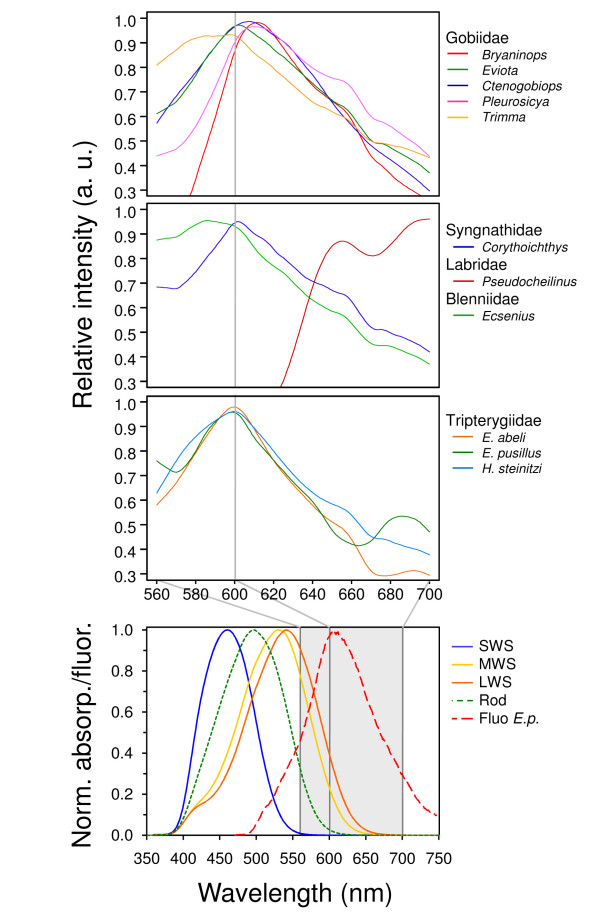 Relative intensity (a. u.)
1.0
0.9
0.8
0.7
0.6
0.5
0.4
0.3
Gobiidae
Bryaninops
Eviota
Ctenogobiops
Pleurosicya
Trimma
1.0
0.9
0.8
0.7
0.6
0.5
0.4
0.3
Syngnathidae
Corythoichthys
Labridae
Pseudocheilinus
Blenniidae
Ecsenius
1.0
0.9
0.8
0.7
0.6
0.5
0.4
0.3
Tripterygiidae
E. abeli
E. pusillus
H. steinitzi
560 580 600 620 640 660 680 700
Norm. absorp./fluor.
1.0
0.8
0.6
0.4
0.2
0.0
SWS
MWS
LWS
Rod
Fluo E.p.
350 400 450 500 550 600 650 700 750
Wavelength (nm)